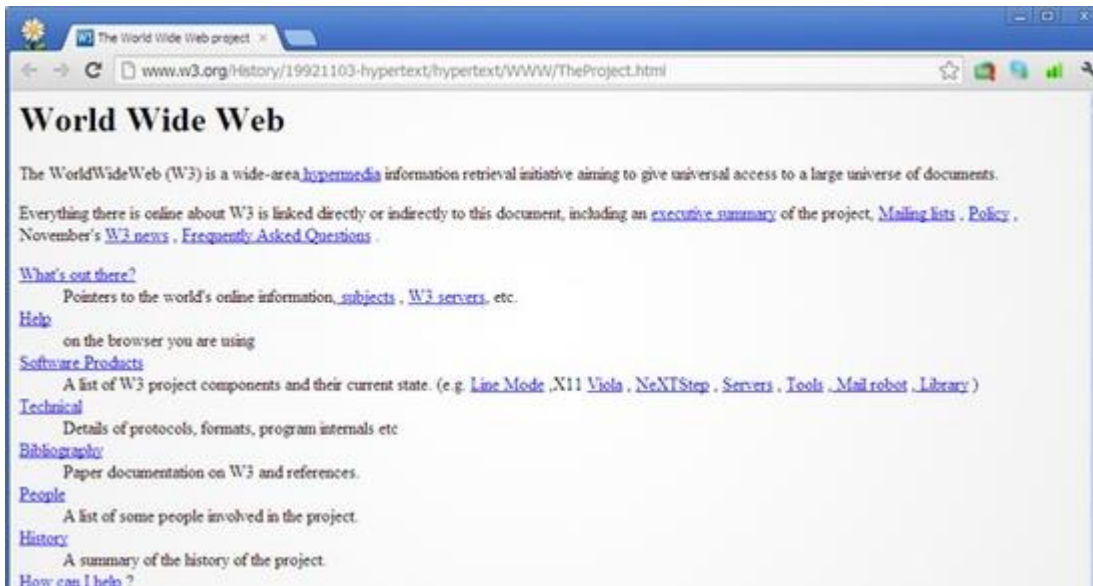 The World Wide Web project
www.w3.org/History/19921103-hypertext/hypertext/WWW/TheProject.html
World Wide Web
The WorldWideWeb (W3) is a wide-area hypermedia information retrieval initiative aiming to give universal access to a large universe of documents.
Everything there is online about W3 is linked directly or indirectly to this document, including an executive summary of the project, Mailing lists , Policy ,
November's W3 news , Frequently Asked Questions .
What's out there?
Pointers to the world's online information, subjects , W3 servers, etc.
Help
on the browser you are using
Software Products
A list of W3 project components and their current state. (e.g. Line Mode ,X11 Viola , NeXTStep , Servers , Tools , Mail robot , Library )
Technical
Details of protocols, formats, program internals etc
Bibliography
Paper documentation on W3 and references.
People
A list of some people involved in the project.
History
A summary of the history of the project.
How can I help ?